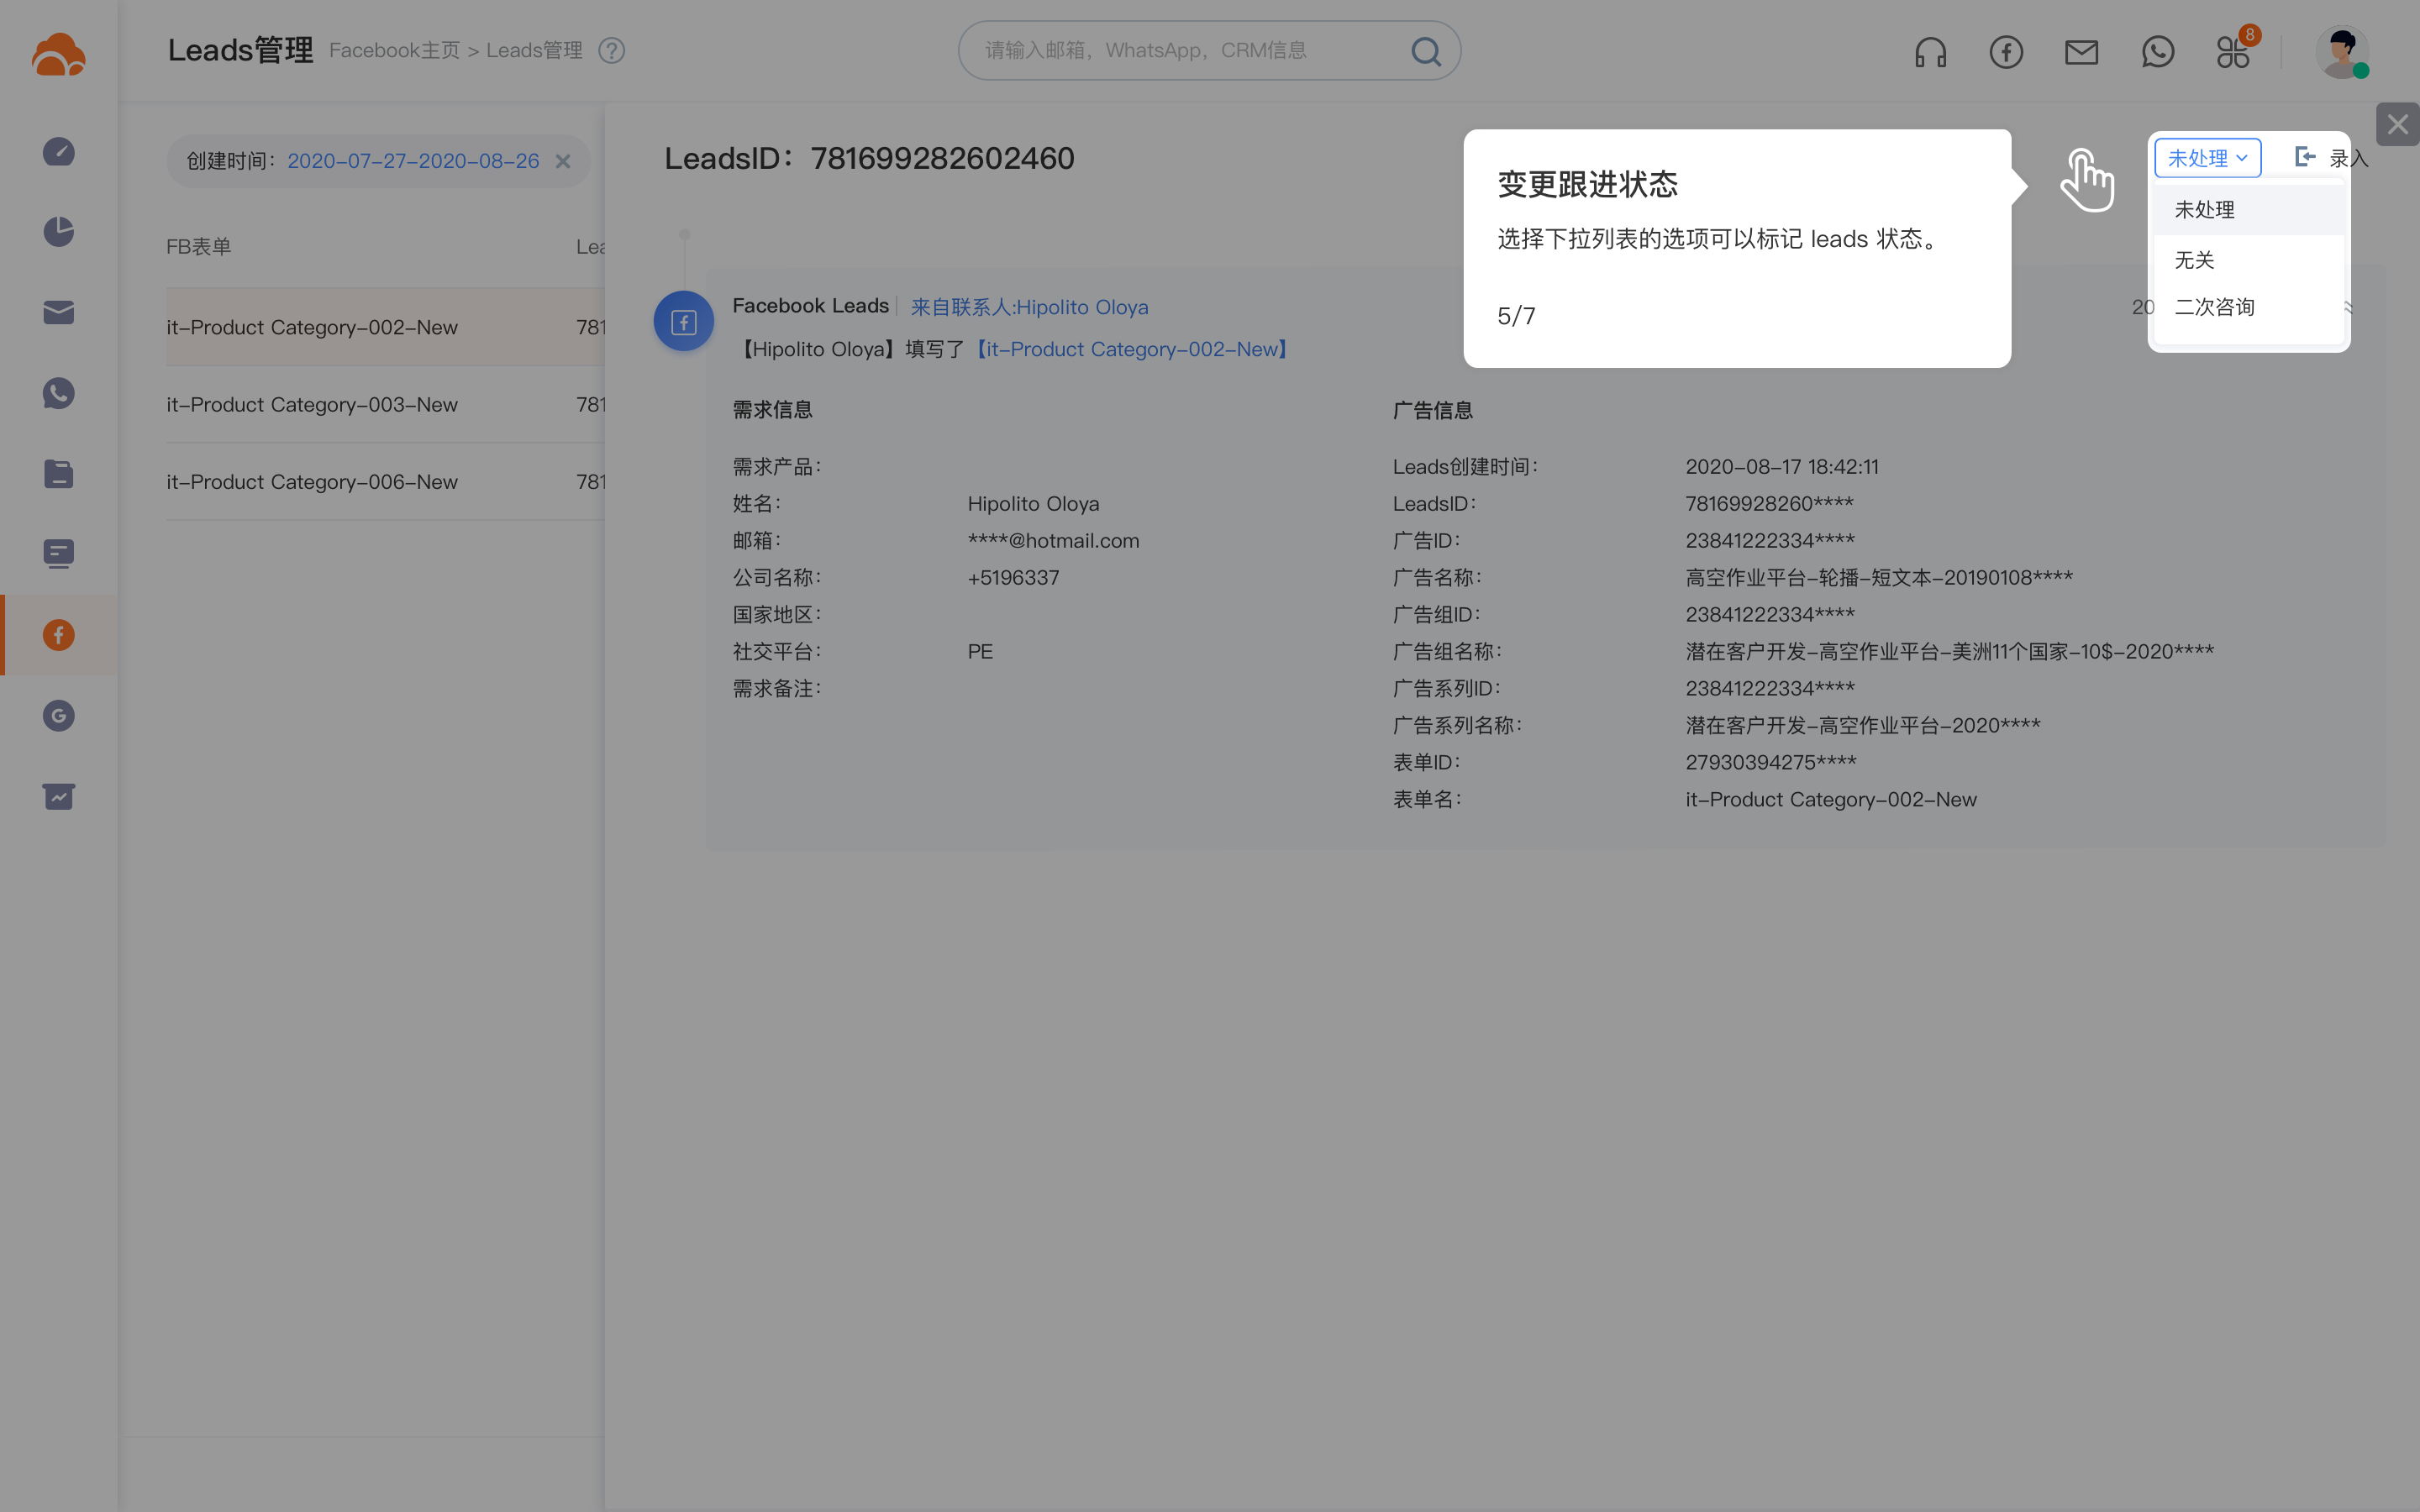 Leads管理 Facebook主页 > Leads管理 ?
请输入邮箱，WhatsApp，CRM信息
8
创建时间：2020-07-27-2020-08-26
FB表单 Lea
it-Product Category-002-New 781
it-Product Category-003-New 781
it-Product Category-006-New 781
LeadsID：781699282602460
变更跟进状态
选择下拉列表的选项可以标记 leads 状态。
5/7
未处理 录入
未处理
无关
二次咨询
20
Facebook Leads 来自联系人:Hipolito Oloya
【Hipolito Oloya】填写了【it-Product Category-002-New】
需求信息
需求产品：
姓名： Hipolito Oloya
邮箱： ****@hotmail.com
公司名称： +5196337
国家地区：
社交平台： PE
需求备注：
广告信息
Leads创建时间： 2020-08-17 18:42:11
LeadsID： 78169928260****
广告ID： 23841222334****
广告名称： 高空作业平台-轮播-短文本-20190108****
广告组ID： 23841222334****
广告组名称： 潜在客户开发-高空作业平台-美洲11个国家-10$-2020****
广告系列ID： 23841222334****
广告系列名称： 潜在客户开发-高空作业平台-2020****
表单ID： 27930394275****
表单名： it-Product Category-002-New